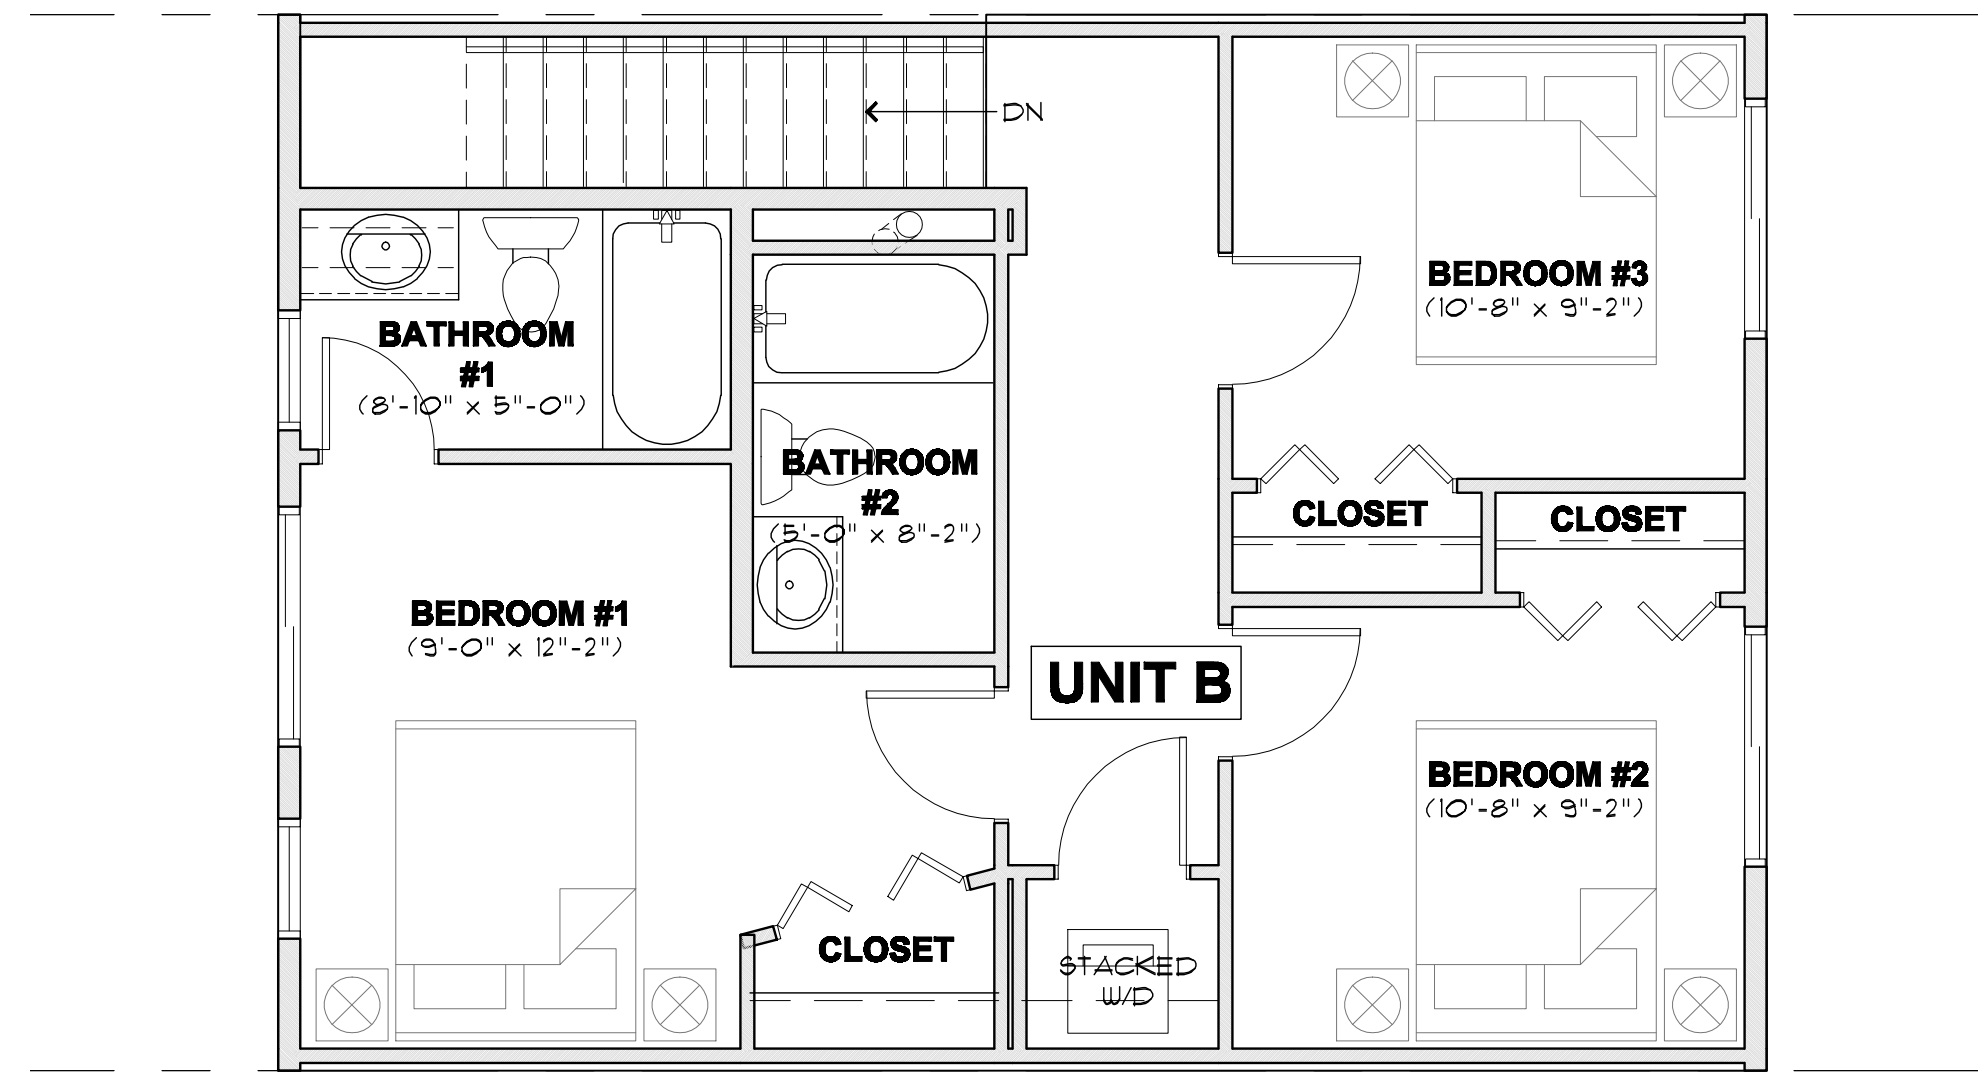 DN
BEDROOM #3
(10'-8" x 9'-2")
BATHROOM
#1
(8'-10" x 5"-0")
BATHROOM
#2
(5'-0" x 8"-2")
CLOSET
CLOSET
BEDROOM #1
(9'-0" x 12"-2")
UNIT B
BEDROOM #2
(10'-8" x 9"-2")
CLOSET
STACKED
W/D